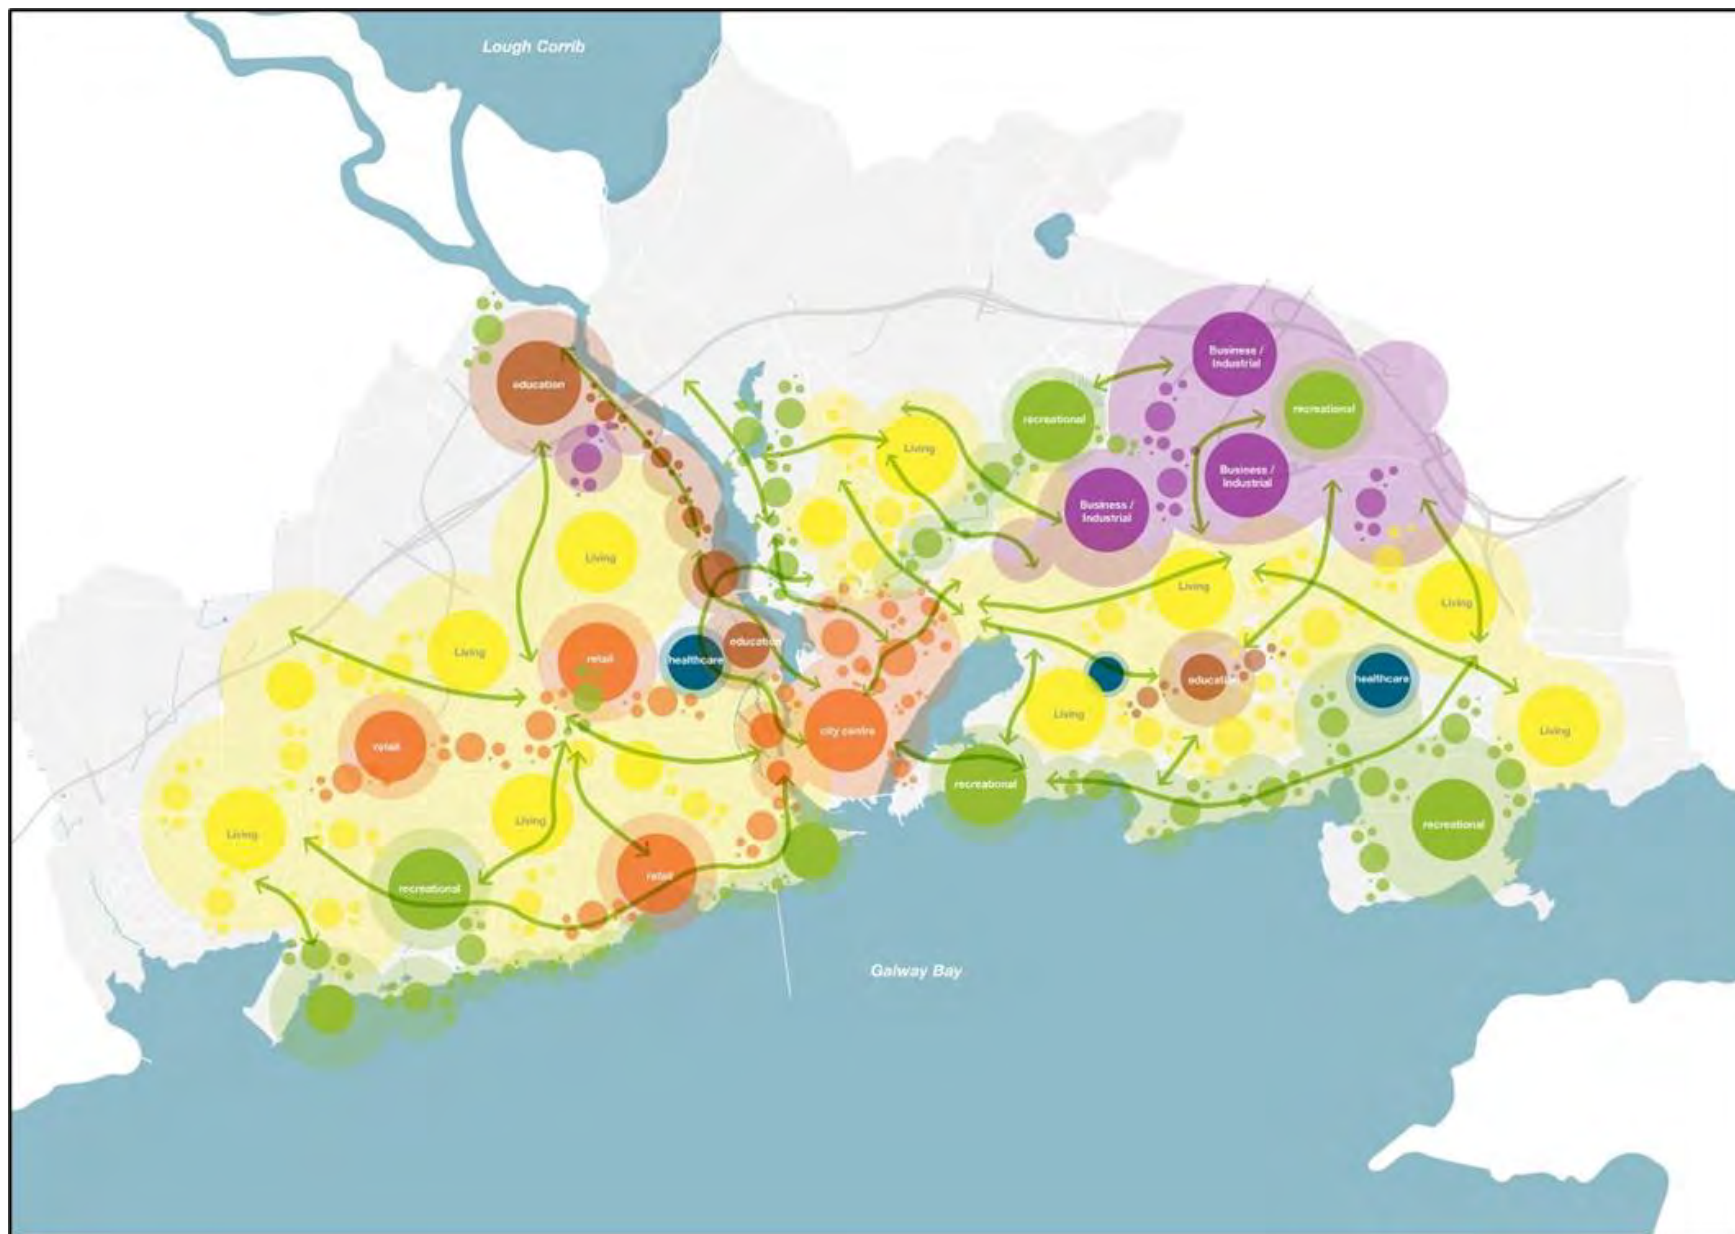 Lough Corrib
Business /
Industrial
education
recreational
recreational
Living
Business /
Industrial
Business /
Industrial
Living
Living
Living
education
Living
retail
healthcare
education
healthcare
Living
city centre
Living
retail
recreational
Living
Living
recreational
retail
recreational
Galway Bay